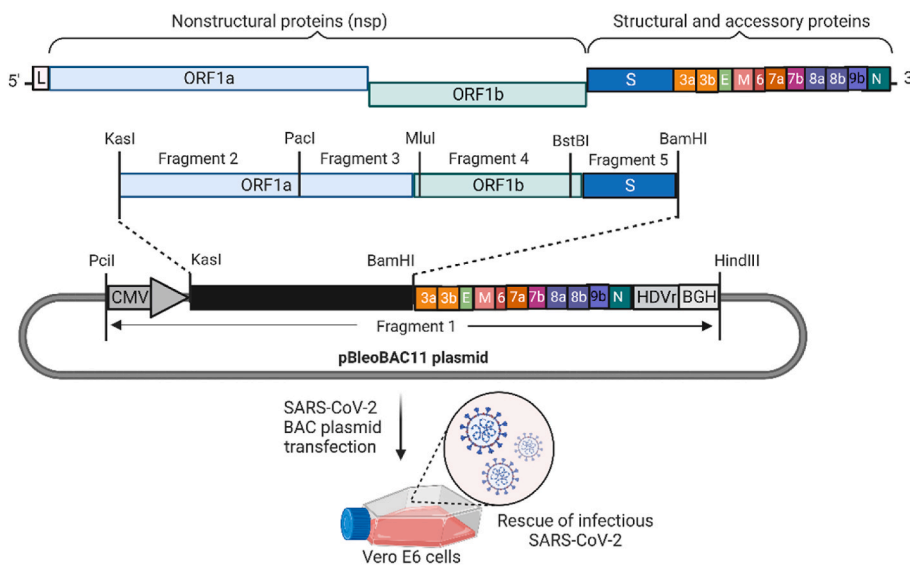 Nonstructural proteins (nsp) Structural and accessory proteins
5' L ORF1a ORF1b S 3a 3b E M 6 7a 7b 8a 8b 9b N 3
KasI PacI MluI BstBI BamHI
Fragment 2 Fragment 3 Fragment 4 Fragment 5
ORF1a ORF1b S
PciI KasI BamHI HindIII
CMV 3a 3b E M 6 7a 7b 8a 8b 9b N HDVr BGH
Fragment 1
pBleoBAC11 plasmid
SARS-CoV-2
BAC plasmid
transfection
Rescue of infectious
SARS-CoV-2
Vero E6 cells